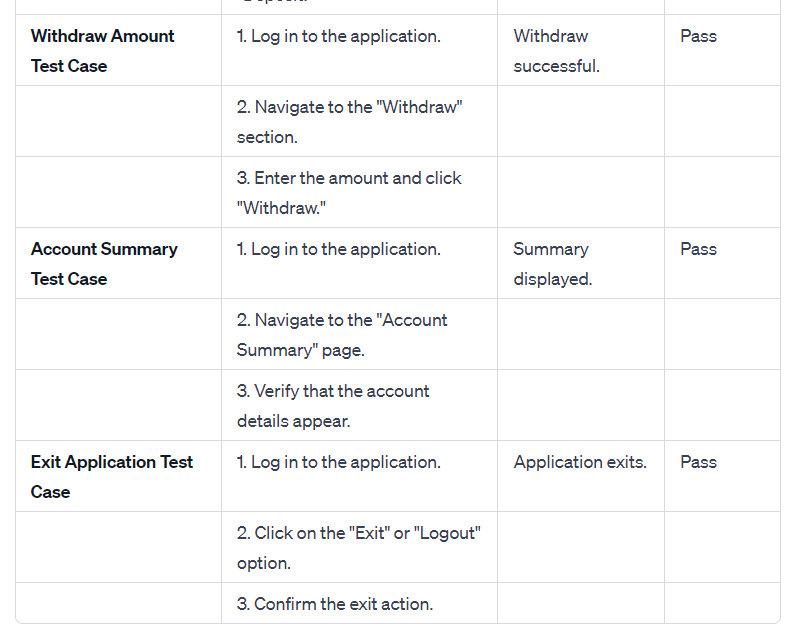 Withdraw Amount
Test Case
1. Log in to the application.
Withdraw
successful.
Pass
2. Navigate to the "Withdraw"
section.
3. Enter the amount and click
"Withdraw."
Account Summary
Test Case
1. Log in to the application.
Summary
displayed.
Pass
2. Navigate to the "Account
Summary" page.
3. Verify that the account
details appear.
Exit Application Test
Case
1. Log in to the application.
Application exits.
Pass
2. Click on the "Exit" or "Logout"
option.
3. Confirm the exit action.